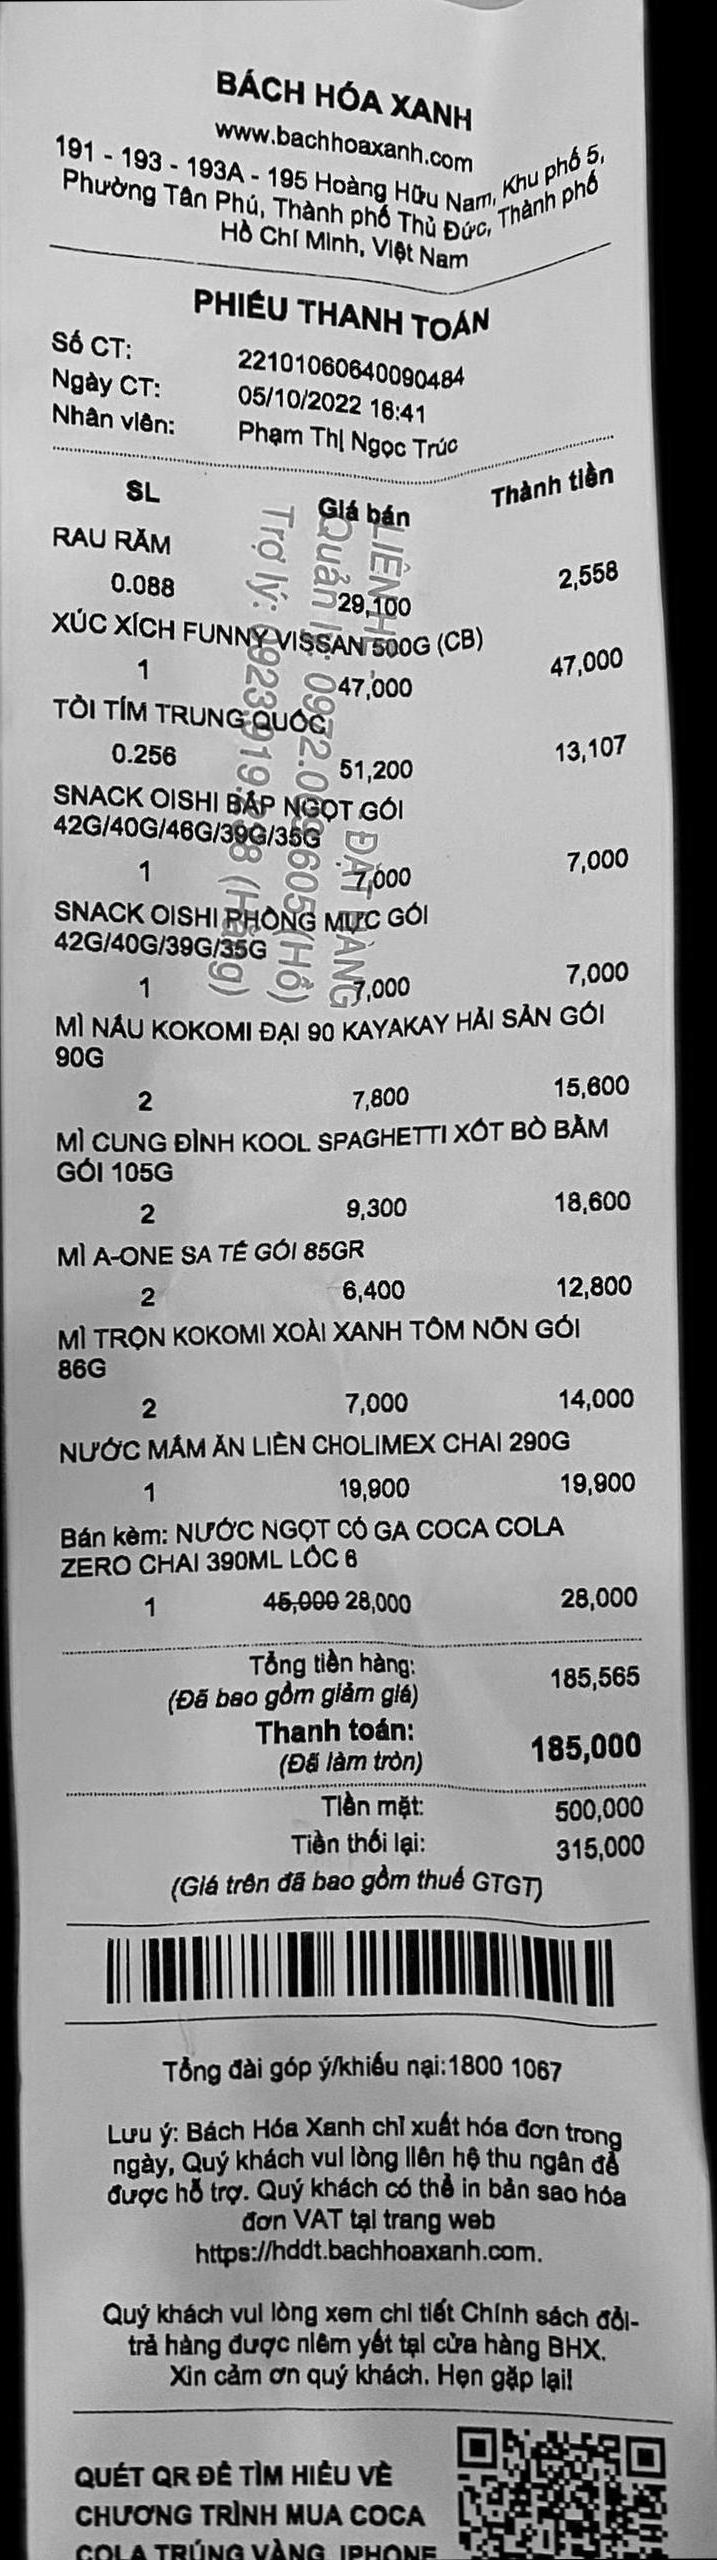 BÁCH HÓA XANH
www.bachhoaxanh.com
191 - 193 - 193A - 195 Hoàng Hữu Nam, Khu phố 5,
Phường Tân Phú, Thành phố Thủ Đức, Thành phố
Hồ Chí Minh, Việt Nam
PHIẾU THANH TOÁN
Số CT: 22101060640090484
Ngày CT: 05/10/2022 16:41
Nhân viên: Phạm Thị Ngọc Trúc
SL Giá bán Thành tiền
RAU RĂM
0.088 29,100 2,558
XÚC XÍCH FUNNY VISSAN 500G (CB)
1 47,000 47,000
TỎI TÍM TRUNG QUỐC
0.256 51,200 13,107
SNACK OISHI BẮP NGỌT GÓI
42G/40G/46G/39G/35G
1 7,000 7,000
SNACK OISHI PHỒNG MỰC GÓI
42G/40G/39G/35G
1 7,000 7,000
MÌ NẤU KOKOMI ĐẠI 90 KAYAKAY HẢI SẢN GÓI
90G
2 7,800 15,600
MÌ CUNG ĐÌNH KOOL SPAGHETTI XỐT BÒ BẰM
GÓI 105G
2 9,300 18,600
MÌ A-ONE SA TẾ GÓI 85GR
2 6,400 12,800
MÌ TRỘN KOKOMI XOÀI XANH TÔM NÕN GÓI
86G
2 7,000 14,000
NƯỚC MẮM ĂN LIỀN CHOLIMEX CHAI 290G
1 19,900 19,900
Bán kèm: NƯỚC NGỌT CÓ GA COCA COLA
ZERO CHAI 390ML LỐC 6
1 45,000 28,000 28,000
Tổng tiền hàng: 185,565
(Đã bao gồm giảm giá)
Thanh toán: 185,000
(Đã làm tròn)
Tiền mặt: 500,000
Tiền thối lại: 315,000
(Giá trên đã bao gồm thuế GTGT)
Tổng đài góp ý/khiếu nại:1800 1067
Lưu ý: Bách Hóa Xanh chỉ xuất hóa đơn trong
ngày, Quý khách vui lòng liên hệ thu ngân để
được hỗ trợ. Quý khách có thể in bản sao hóa
đơn VAT tại trang web
https://hddt.bachhoaxanh.com.
Quý khách vui lòng xem chi tiết Chính sách đổi-
trả hàng được niêm yết tại cửa hàng BHX.
Xin cảm ơn quý khách. Hẹn gặp lại!
QUÉT QR ĐỂ TÌM HIỂU VỀ
CHƯƠNG TRÌNH MUA COCA
COLA TRÚNG VÀNG, IPHONE
ĐẶT HÀNG
(Hồ)
Trợ lý:
(Hằng)